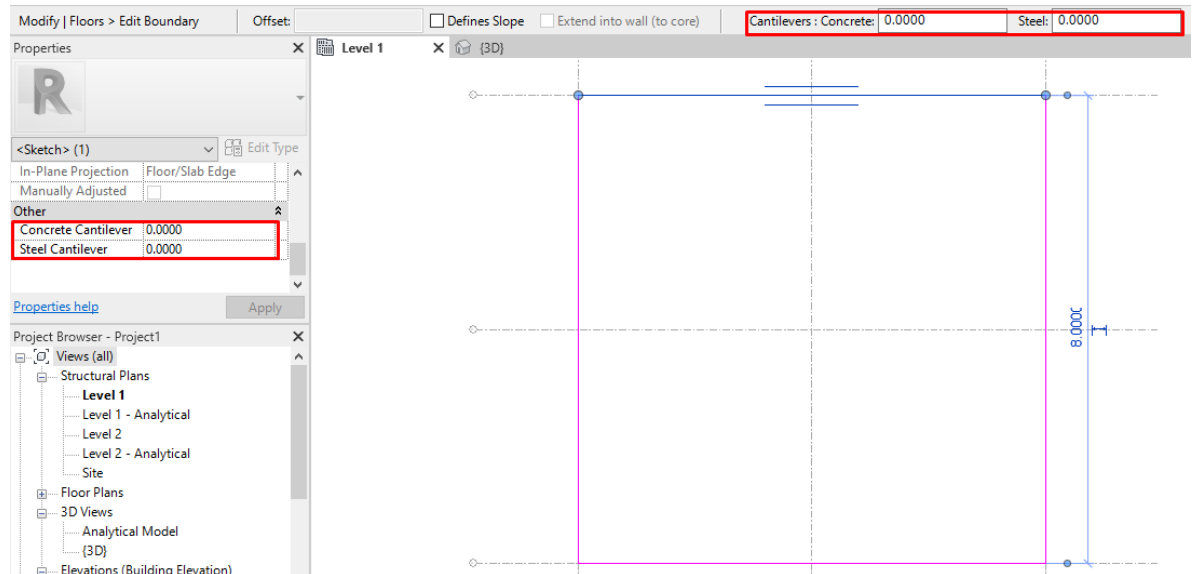 Modify | Floors > Edit Boundary Offset: Defines Slope Extend into wall (to core) Cantilevers : Concrete: 0.0000 Steel: 0.0000
Properties
Level 1
{3D}
R
<Sketch> (1)
Edit Type
In-Plane Projection Floor/Slab Edge
Manually Adjusted
Other
Concrete Cantilever 0.0000
Steel Cantilever 0.0000
Properties help
Apply
Project Browser - Project1
Views (all)
Structural Plans
Level 1
Level 1 - Analytical
Level 2
Level 2 - Analytical
Site
Floor Plans
3D Views
Analytical Model
{3D}
Elevations (Building Elevation)
8.0000